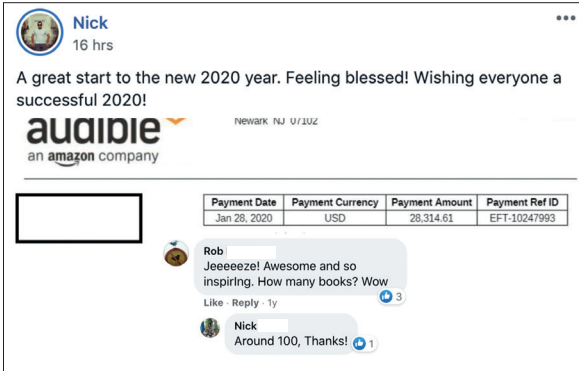 Nick
16 hrs
A great start to the new 2020 year. Feeling blessed! Wishing everyone a
successful 2020!
audible
Newark NJ 07102
an amazon company
Payment Date Payment Currency Payment Amount Payment Ref ID
Jan 28, 2020 USD 28,314.61 EFT-10247993
Rob
Jeeeeeze! Awesome and so
inspirIng. How many books? Wow
3
Like · Reply · 1y
Nick
Around 100, Thanks!
1